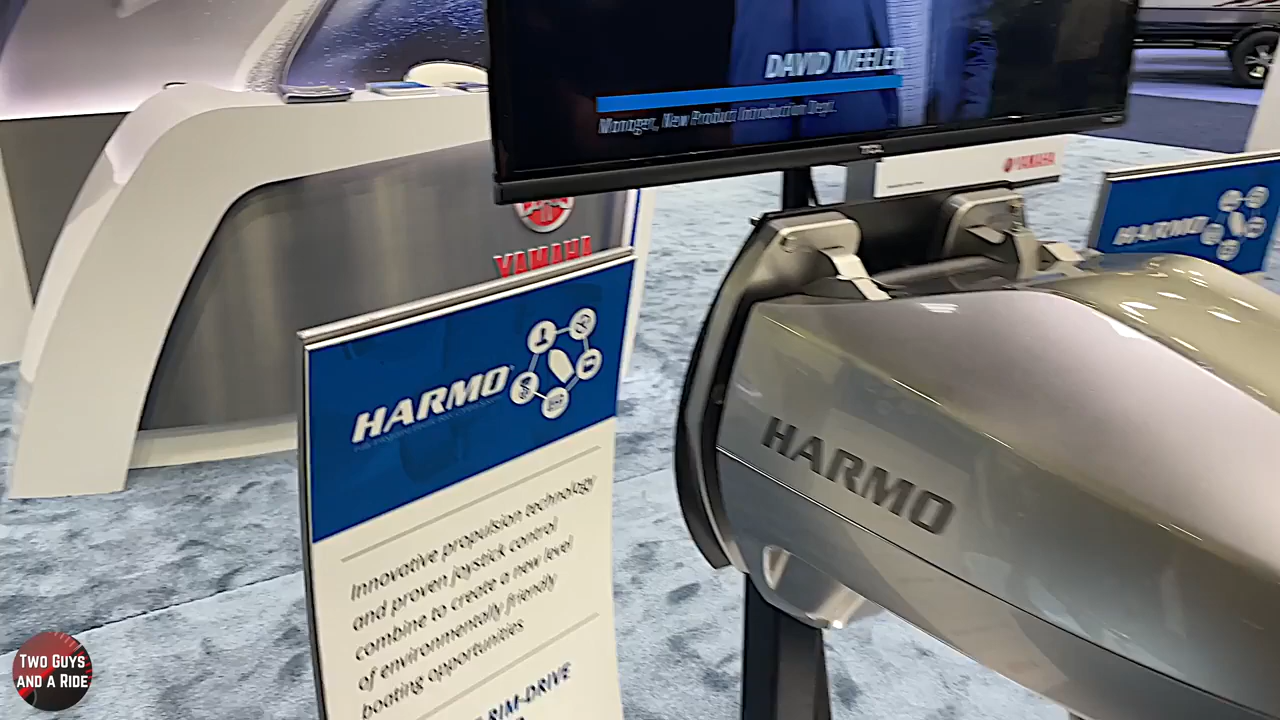 DAVID MEELER
Manager, New Product Introduction Dept.
TCL
YAMAHA
YAMAHA
HARMO
HARMO
HARMO
Innovative propulsion technology
and proven joystick control
combine to create a new level
of environmentally friendly
boating opportunities
RIM-DRIVE
TWO GUYS
AND A RIDE